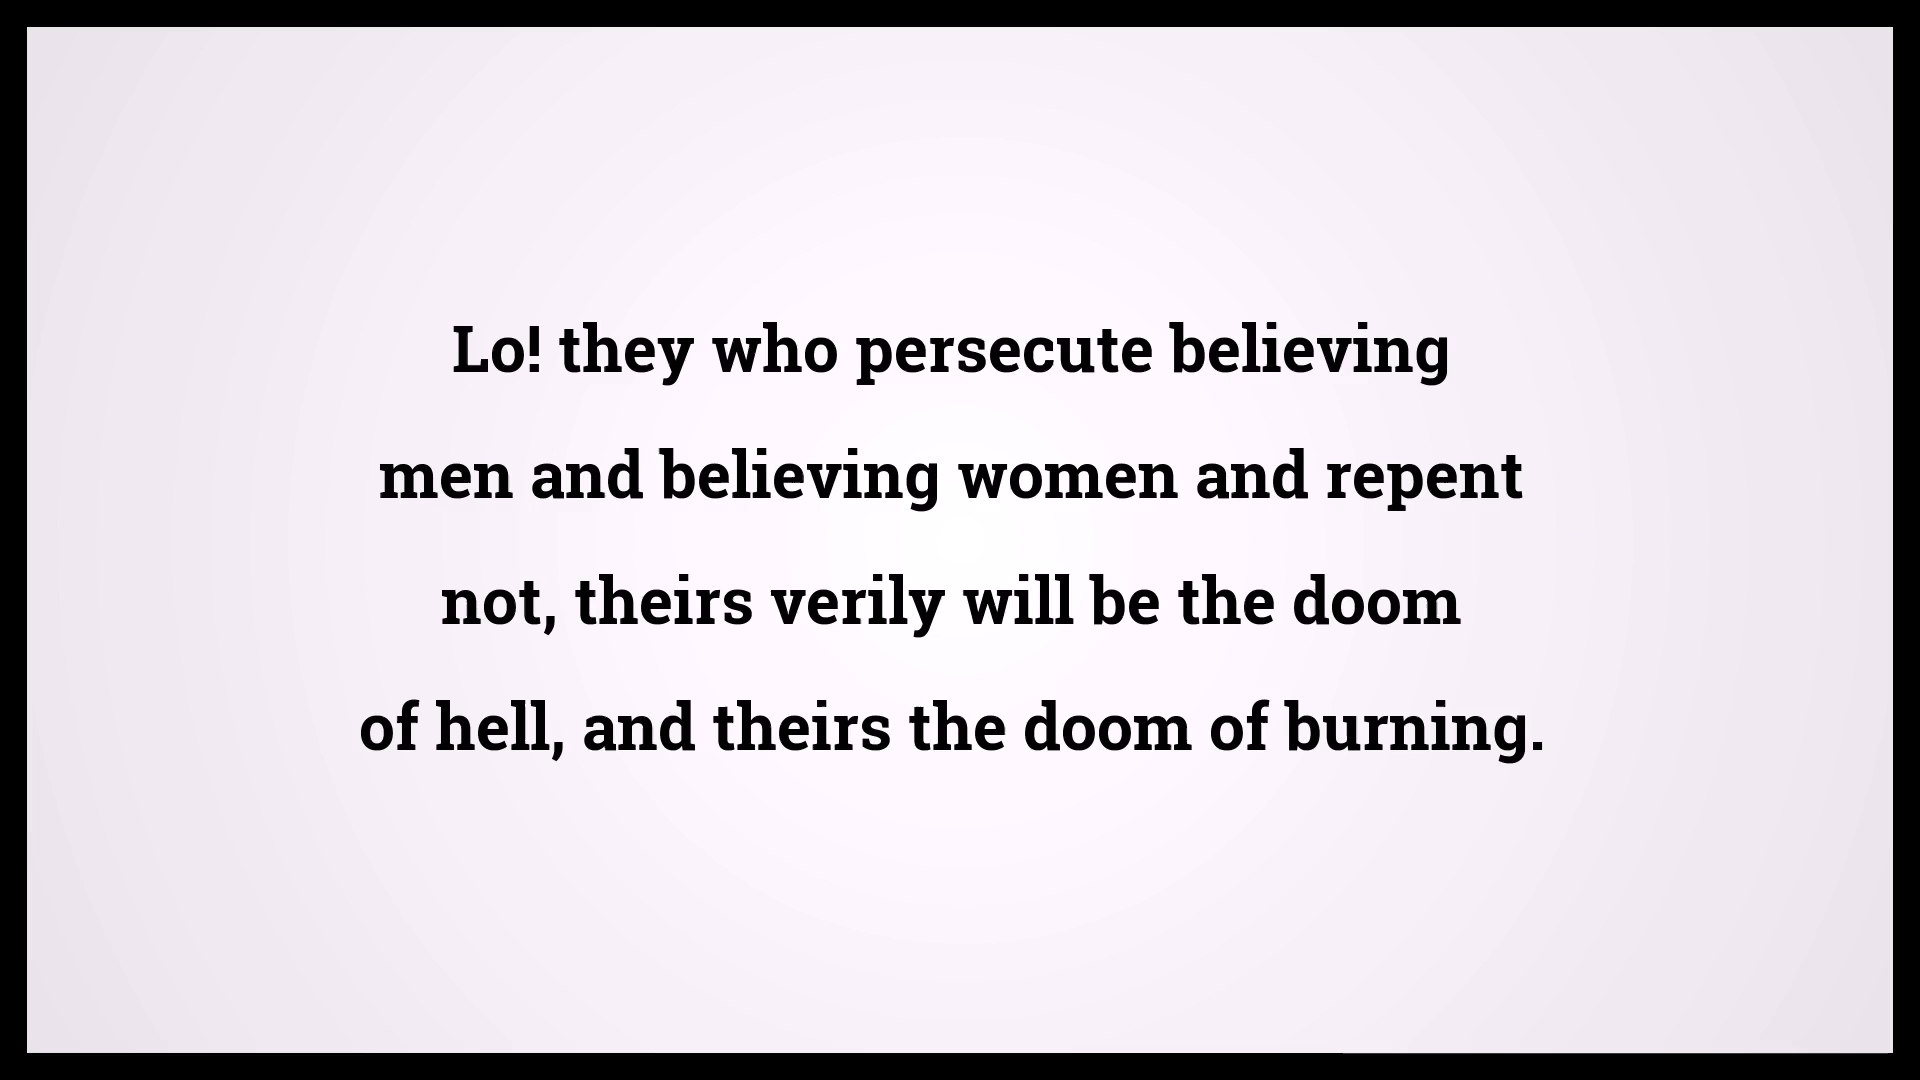 Lo! they who persecute believing
men and believing women and repent
not, theirs verily will be the doom
of hell, and theirs the doom of burning.